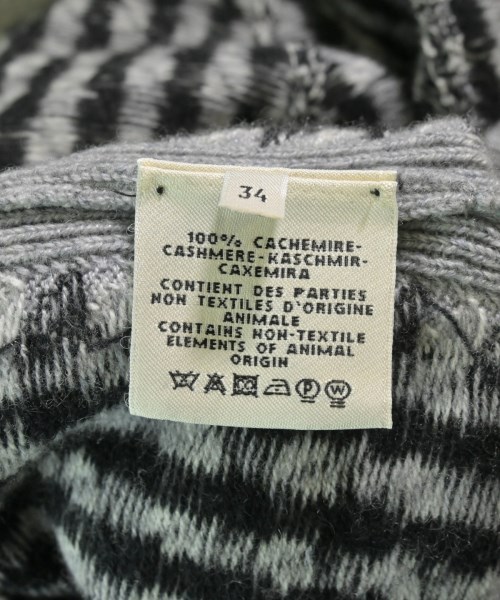 34
100% CACHEMIRE-
CASHMERE-KASCHMIR-
CAXEMIRA
CONTIENT DES PARTIES
NON TEXTILES D'ORIGINE
ANIMALE
CONTAINS NON-TEXTILE
ELEMENTS OF ANIMAL
ORIGIN
P W